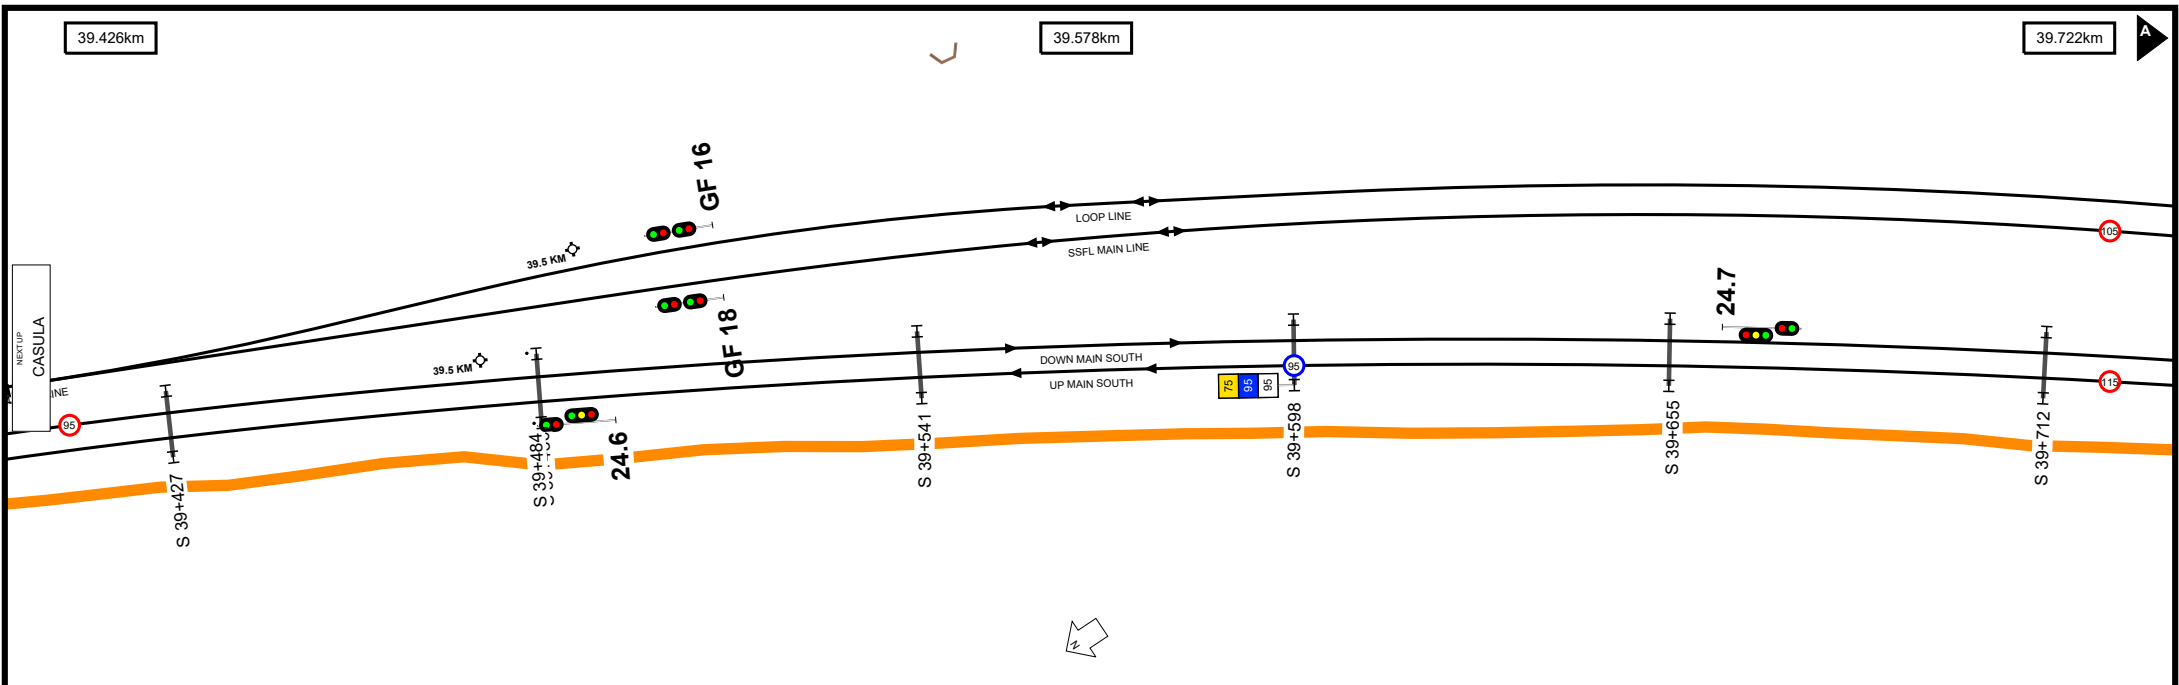 39.426km
39.578km
39.722km
A
GF 16
LOOP LINE
39.5 KM
SSFL MAIN LINE
105
24.7
GF 18
NEXT UP
CASULA
INE
39.5 KM
DOWN MAIN SOUTH
UP MAIN SOUTH
95
75
95
95
115
95
24.6
S 39+427
S 39+484
S 39+541
S 39+598
S 39+655
S 39+712
N